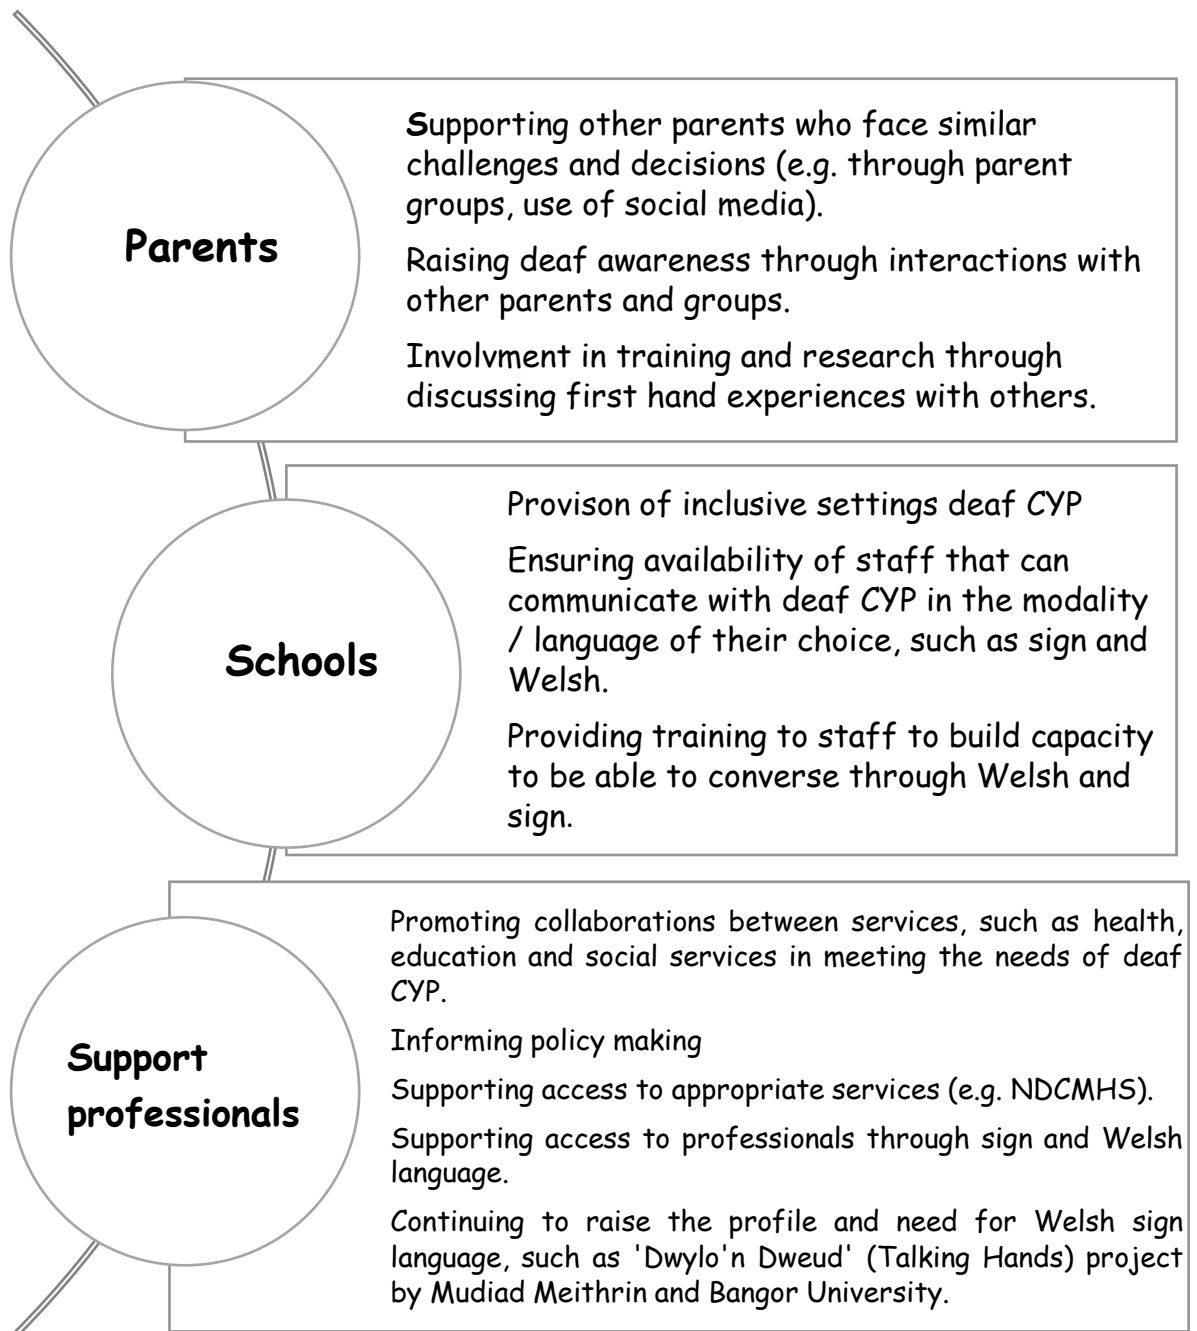 Parents
Supporting other parents who face similar
challenges and decisions (e.g. through parent
groups, use of social media).
Raising deaf awareness through interactions with
other parents and groups.
Involvment in training and research through
discussing first hand experiences with others.
Schools
Provison of inclusive settings deaf CYP
Ensuring availability of staff that can
communicate with deaf CYP in the modality
/ language of their choice, such as sign and
Welsh.
Providing training to staff to build capacity
to be able to converse through Welsh and
sign.
Support
professionals
Promoting collaborations between services, such as health,
education and social services in meeting the needs of deaf
CYP.
Informing policy making
Supporting access to appropriate services (e.g. NDCMHS).
Supporting access to professionals through sign and Welsh
language.
Continuing to raise the profile and need for Welsh sign
language, such as 'Dwylo'n Dweud' (Talking Hands) project
by Mudiad Meithrin and Bangor University.